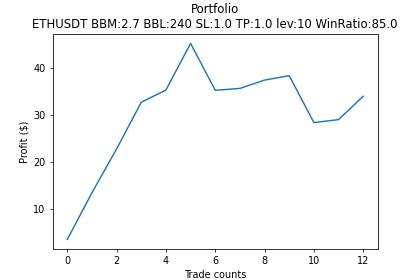 Portfolio
ETHUSDT BBM:2.7 BBL:240 SL:1.0 TP:1.0 lev:10 WinRatio:85.0
40
30
20
10
Profit ($)
0 2 4 6 8 10 12
Trade counts